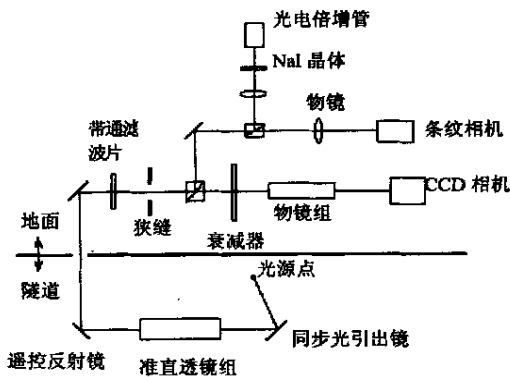 光电倍增管
NaI 晶体
物镜
条纹相机
带通滤
波片
CCD 相机
狭缝
物镜组
衰减器
地面
隧道
光源点
同步光引出镜
遥控反射镜
准直透镜组